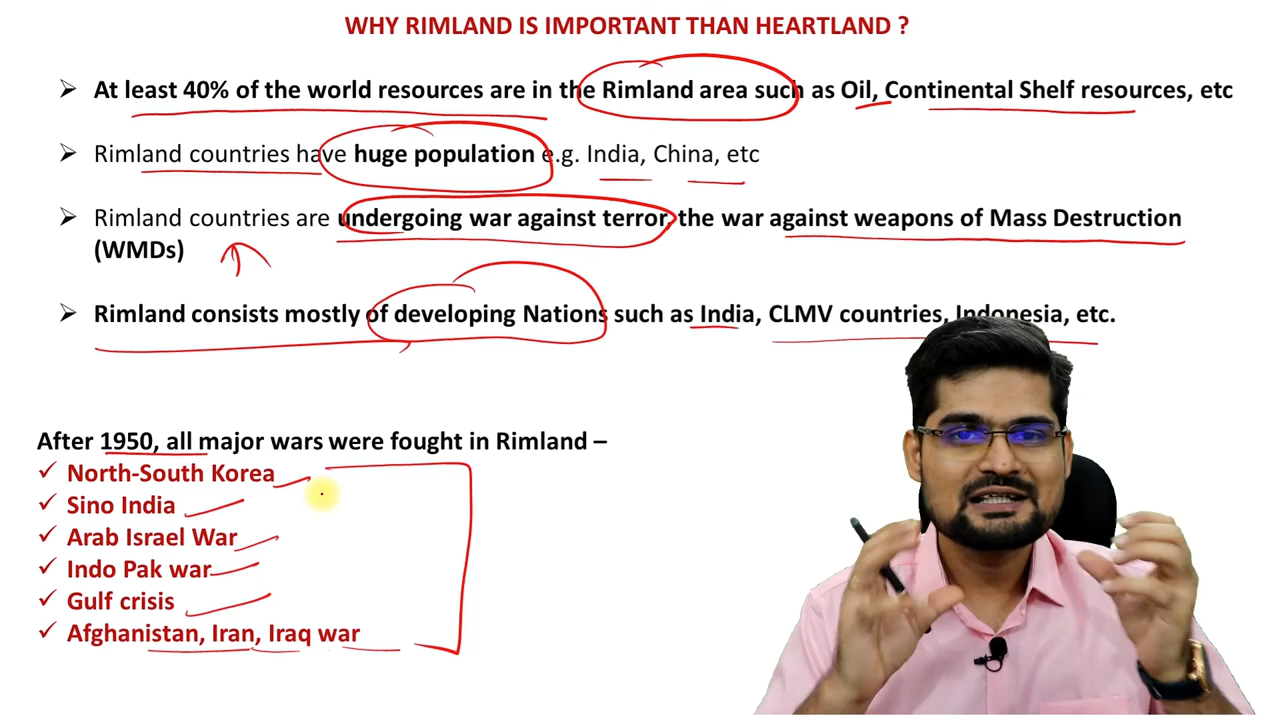 WHY RIMLAND IS IMPORTANT THAN HEARTLAND ?
At least 40% of the world resources are in the Rimland area such as Oil, Continental Shelf resources, etc
Rimland countries have huge population e.g. India, China, etc
Rimland countries are undergoing war against terror, the war against weapons of Mass Destruction
(WMDs)
Rimland consists mostly of developing Nations such as India, CLMV countries, Indonesia, etc.
After 1950, all major wars were fought in Rimland –
North-South Korea
Sino India
Arab Israel War
Indo Pak war
Gulf crisis
Afghanistan, Iran, Iraq war